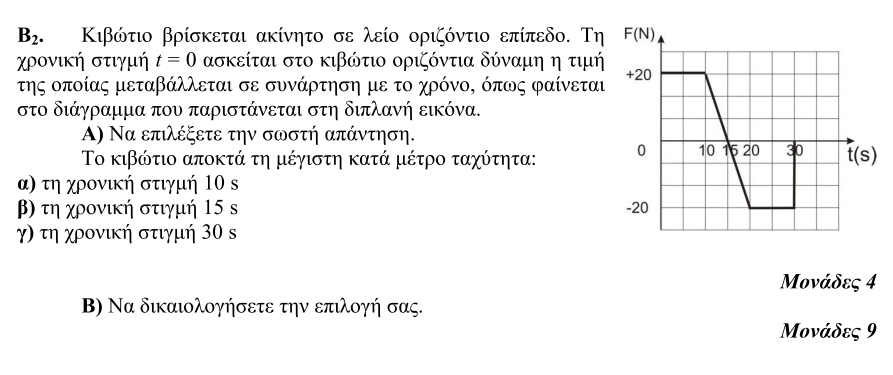 Β₂. Κιβώτιο βρίσκεται ακίνητο σε λείο οριζόντιο επίπεδο. Τη
χρονική στιγμή t = 0 ασκείται στο κιβώτιο οριζόντια δύναμη η τιμή
της οποίας μεταβάλλεται σε συνάρτηση με το χρόνο, όπως φαίνεται
στο διάγραμμα που παριστάνεται στη διπλανή εικόνα.
Α) Να επιλέξετε την σωστή απάντηση.
Το κιβώτιο αποκτά τη μέγιστη κατά μέτρο ταχύτητα:
α) τη χρονική στιγμή 10 s
β) τη χρονική στιγμή 15 s
γ) τη χρονική στιγμή 30 s
F(N)
+20
0 10 15 20 30 t(s)
-20
Μονάδες 4
Β) Να δικαιολογήσετε την επιλογή σας.
Μονάδες 9